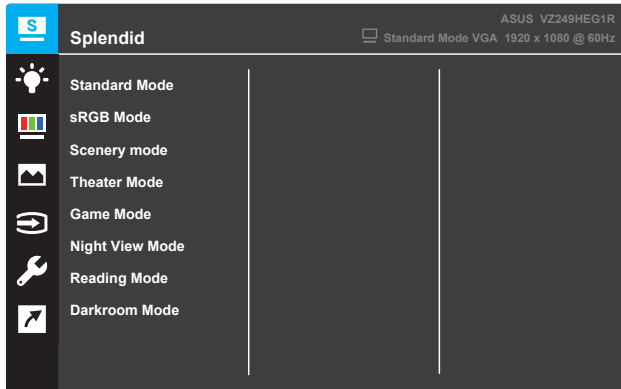 S
ASUS VZ249HEG1R
Splendid
Standard Mode VGA 1920 x 1080 @ 60Hz
Standard Mode
sRGB Mode
Scenery mode
Theater Mode
Game Mode
Night View Mode
Reading Mode
Darkroom Mode